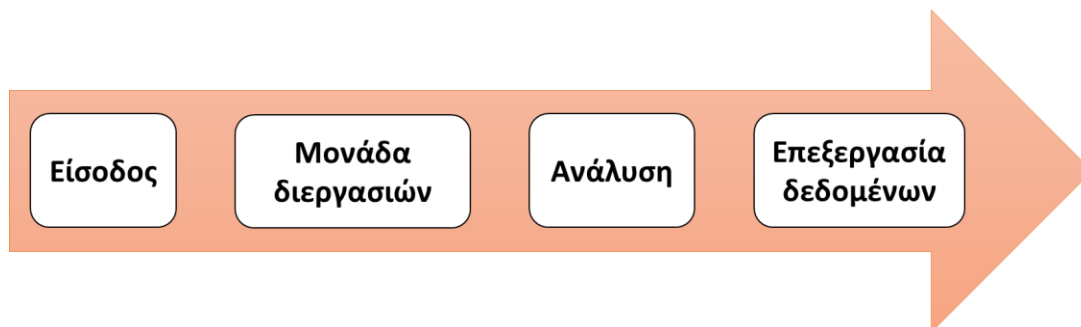 Είσοδος
Μονάδα
διεργασιών
Ανάλυση
Επεξεργασία
δεδομένων